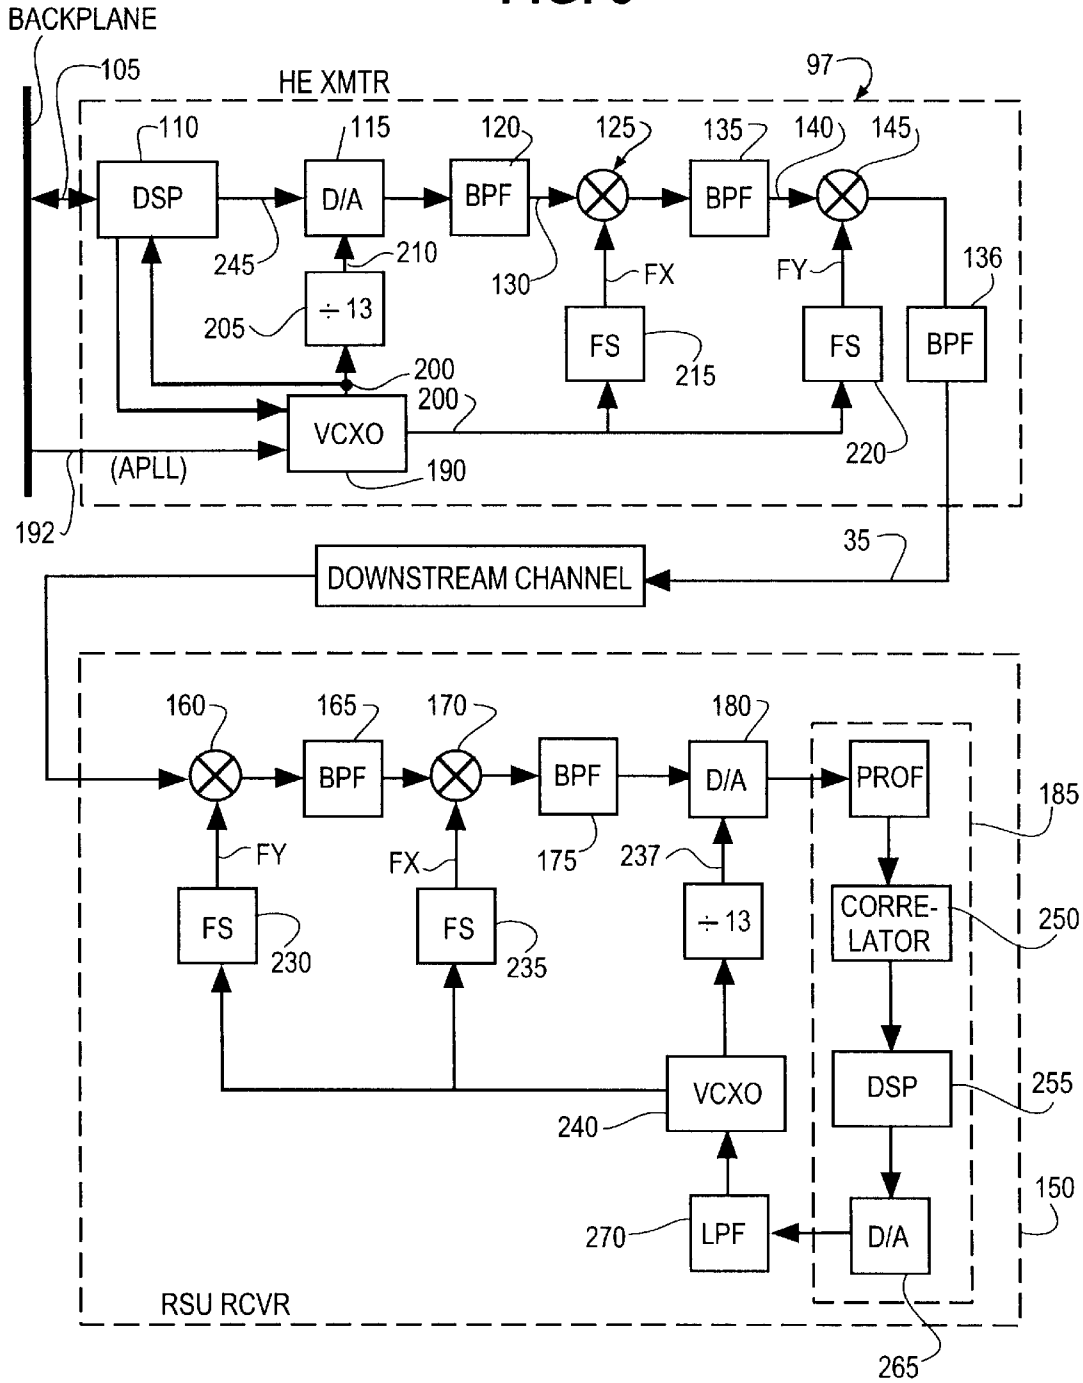 BACKPLANE
105
HE XMTR
97
110
115
120
125
135
140
145
DSP
D/A
BPF
BPF
245
210
130
FX
FY
136
205
÷ 13
FS
215
FS
BPF
200
200
VCXO
220
(APLL)
190
192
35
DOWNSTREAM CHANNEL
160
165
170
180
BPF
BPF
D/A
PROF
185
FY
FX
175
237
FS
230
FS
235
÷ 13
CORRE-
LATOR
250
VCXO
240
DSP
255
270
LPF
D/A
150
RSU RCVR
265